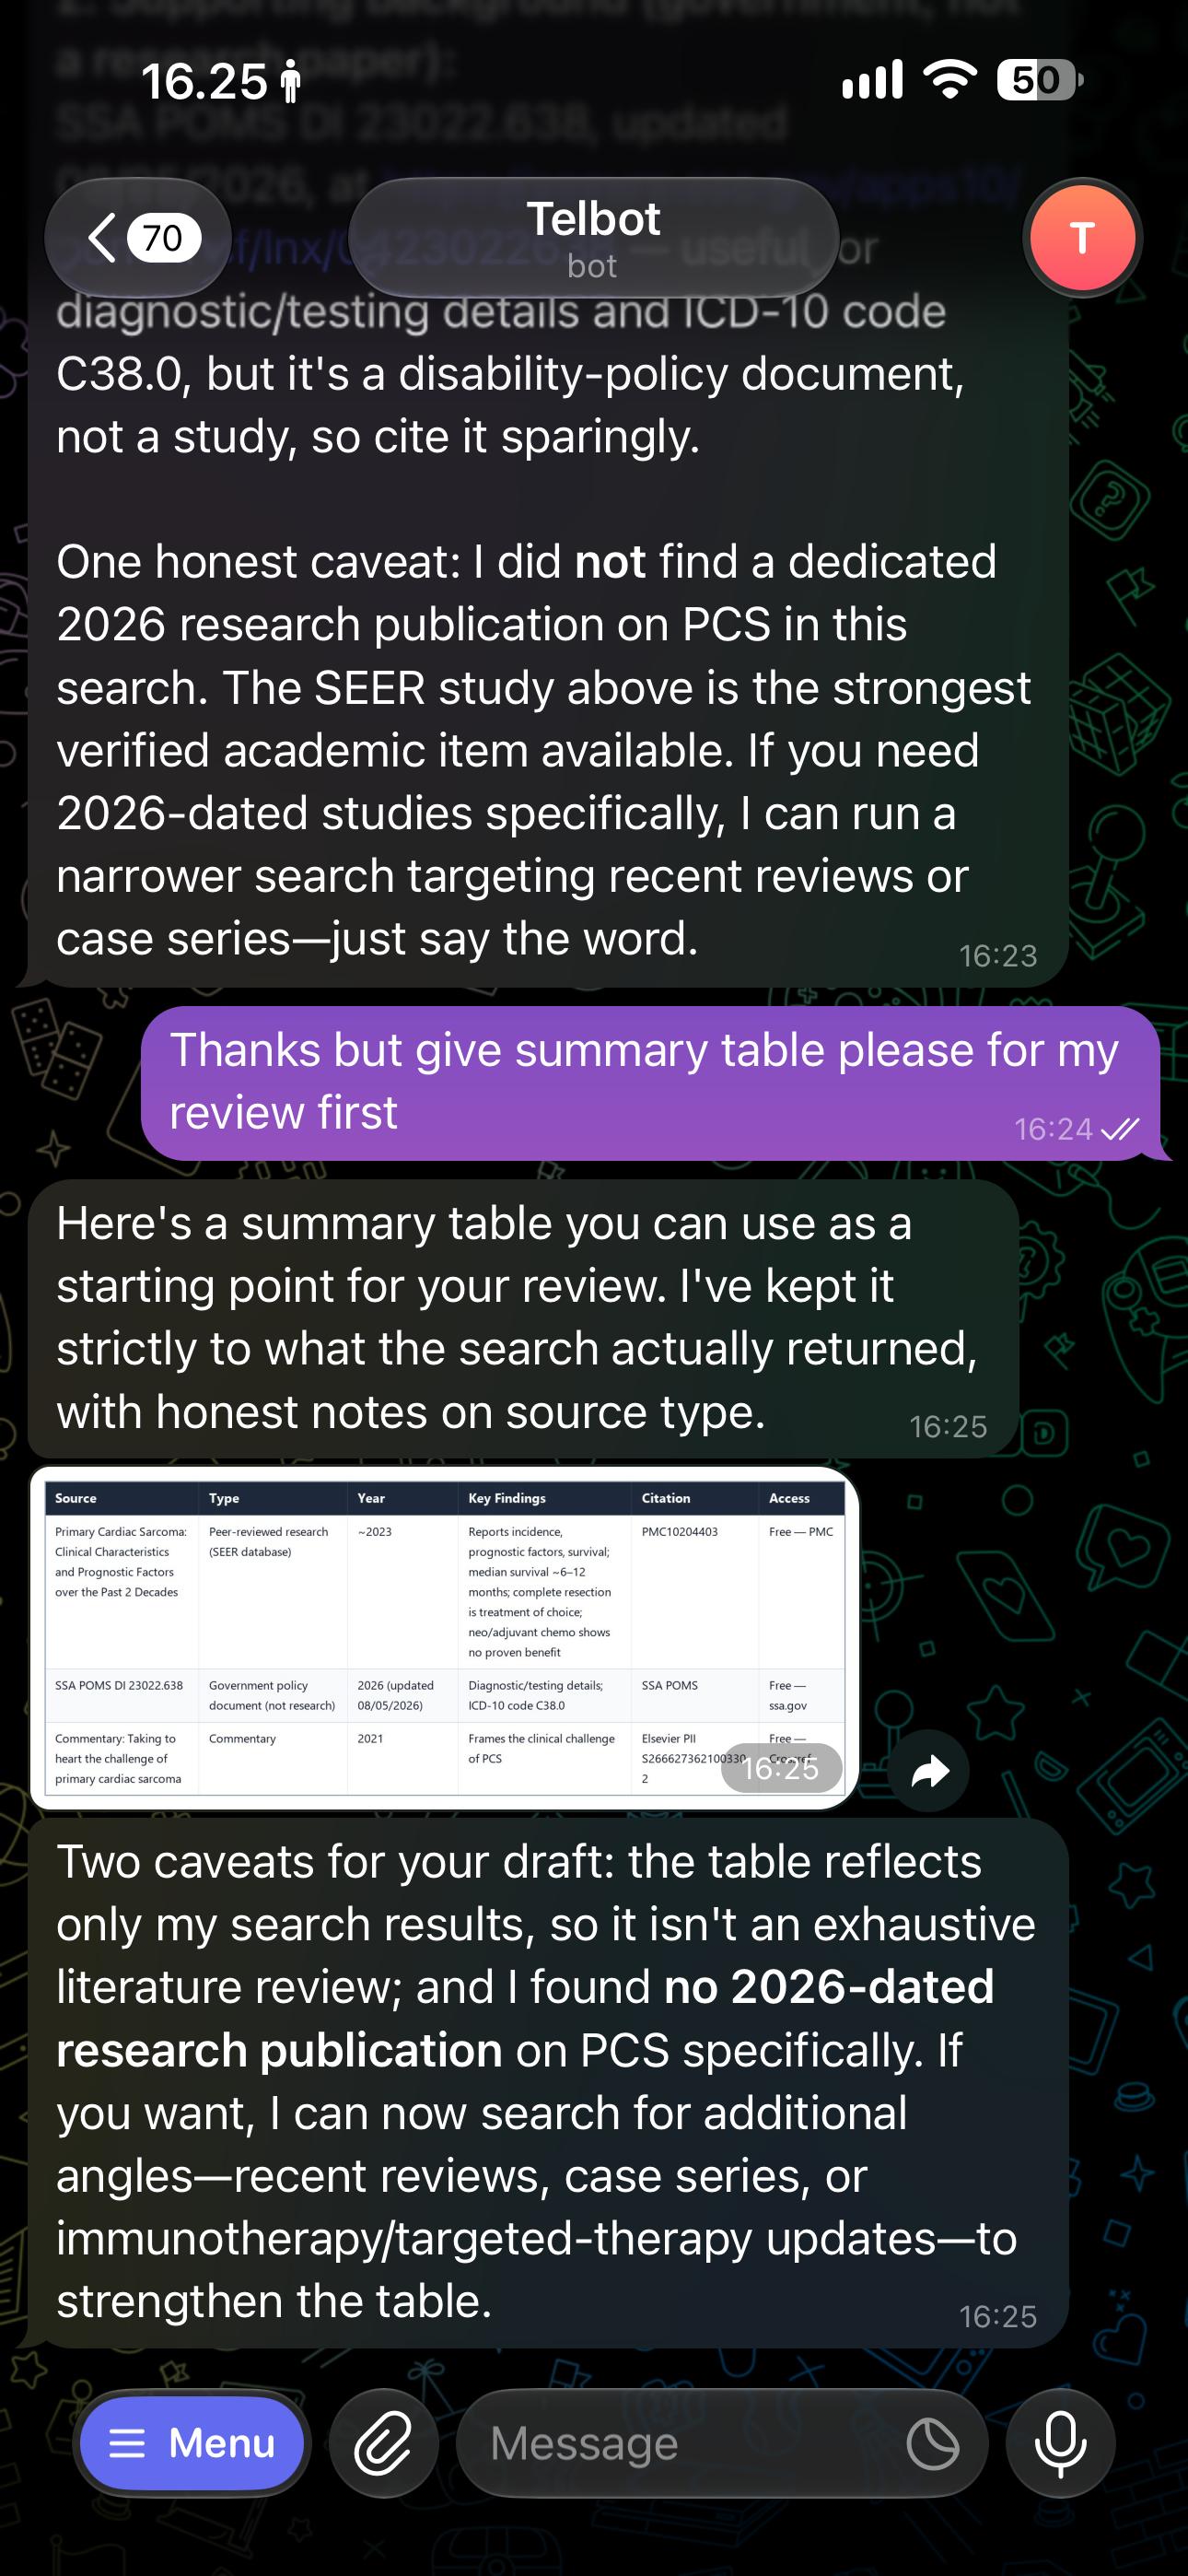 16.25
50
a research paper):
SSA POMS DI 23022.638, updated
2026, at
70
Telbot
bot
T
useful
or
diagnostic/testing details and ICD-10 code
C38.0, but it's a disability-policy document,
not a study, so cite it sparingly.
One honest caveat: I did not find a dedicated
2026 research publication on PCS in this
search. The SEER study above is the strongest
verified academic item available. If you need
2026-dated studies specifically, I can run a
narrower search targeting recent reviews or
case series—just say the word.
16:23
Thanks but give summary table please for my
review first
16:24
Here's a summary table you can use as a
starting point for your review. I've kept it
strictly to what the search actually returned,
with honest notes on source type.
16:25
Source Type Year Key Findings Citation Access
Primary Cardiac Sarcoma: Peer-reviewed research ~2023 Reports incidence, PMC10204403 Free — PMC
Clinical Characteristics (SEER database) prognostic factors, survival;
and Prognostic Factors median survival ~6–12
over the Past 2 Decades months; complete resection
is treatment of choice;
neo/adjuvant chemo shows
no proven benefit
SSA POMS DI 23022.638 Government policy 2026 (updated Diagnostic/testing details; SSA POMS Free —
document (not research) 08/05/2026) ICD-10 code C38.0 ssa.gov
Commentary: Taking to Commentary 2021 Frames the clinical challenge Elsevier PII Free —
heart the challenge of of PCS S266627362100330
primary cardiac sarcoma 2
16:25
Two caveats for your draft: the table reflects
only my search results, so it isn't an exhaustive
literature review; and I found no 2026-dated
research publication on PCS specifically. If
you want, I can now search for additional
angles—recent reviews, case series, or
immunotherapy/targeted-therapy updates—to
strengthen the table.
16:25
Menu
Message